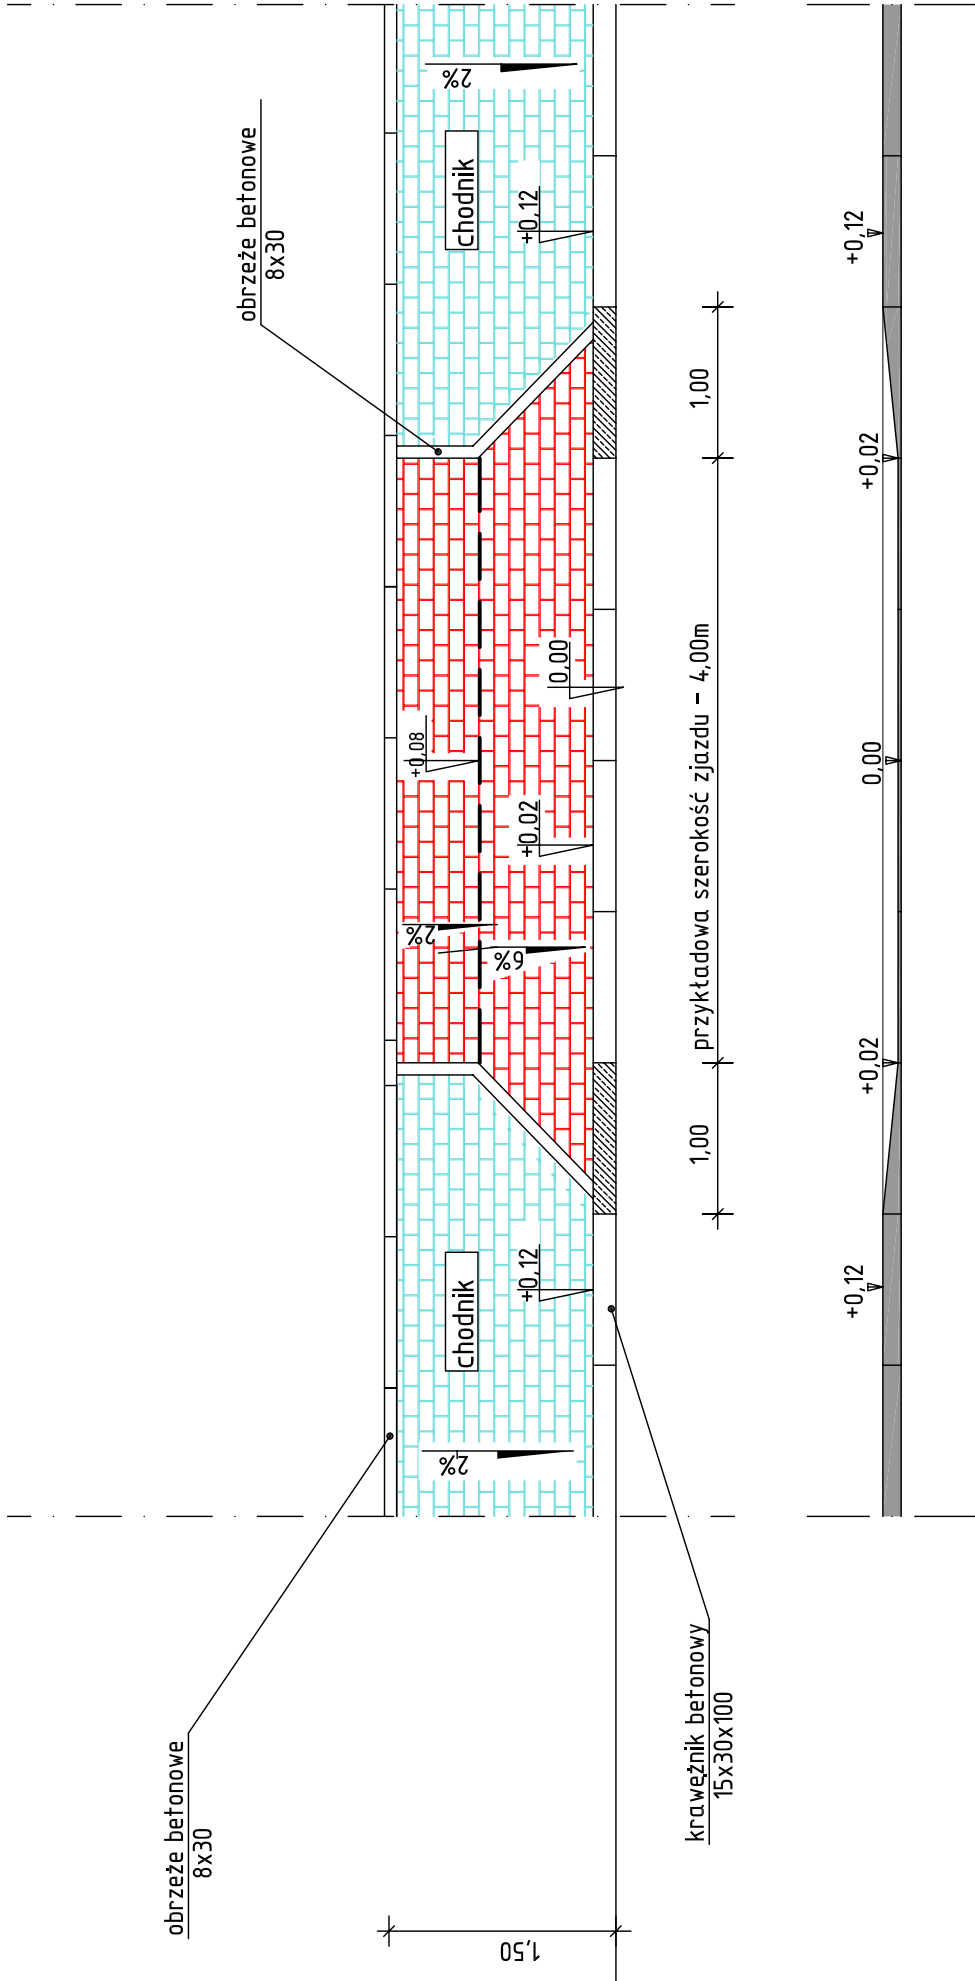 obrzeże betonowe
8x30
obrzeże betonowe
8x30
chodnik
chodnik
2%
2%
2%
6%
+0,08
+0,12
+0,02
0,00
+0,12
1,50
krawężnik betonowy
15x30x100
1,00
przykładowa szerokość zjazdu - 4,00m
1,00
+0,12
+0,02
0,00
+0,02
+0,12